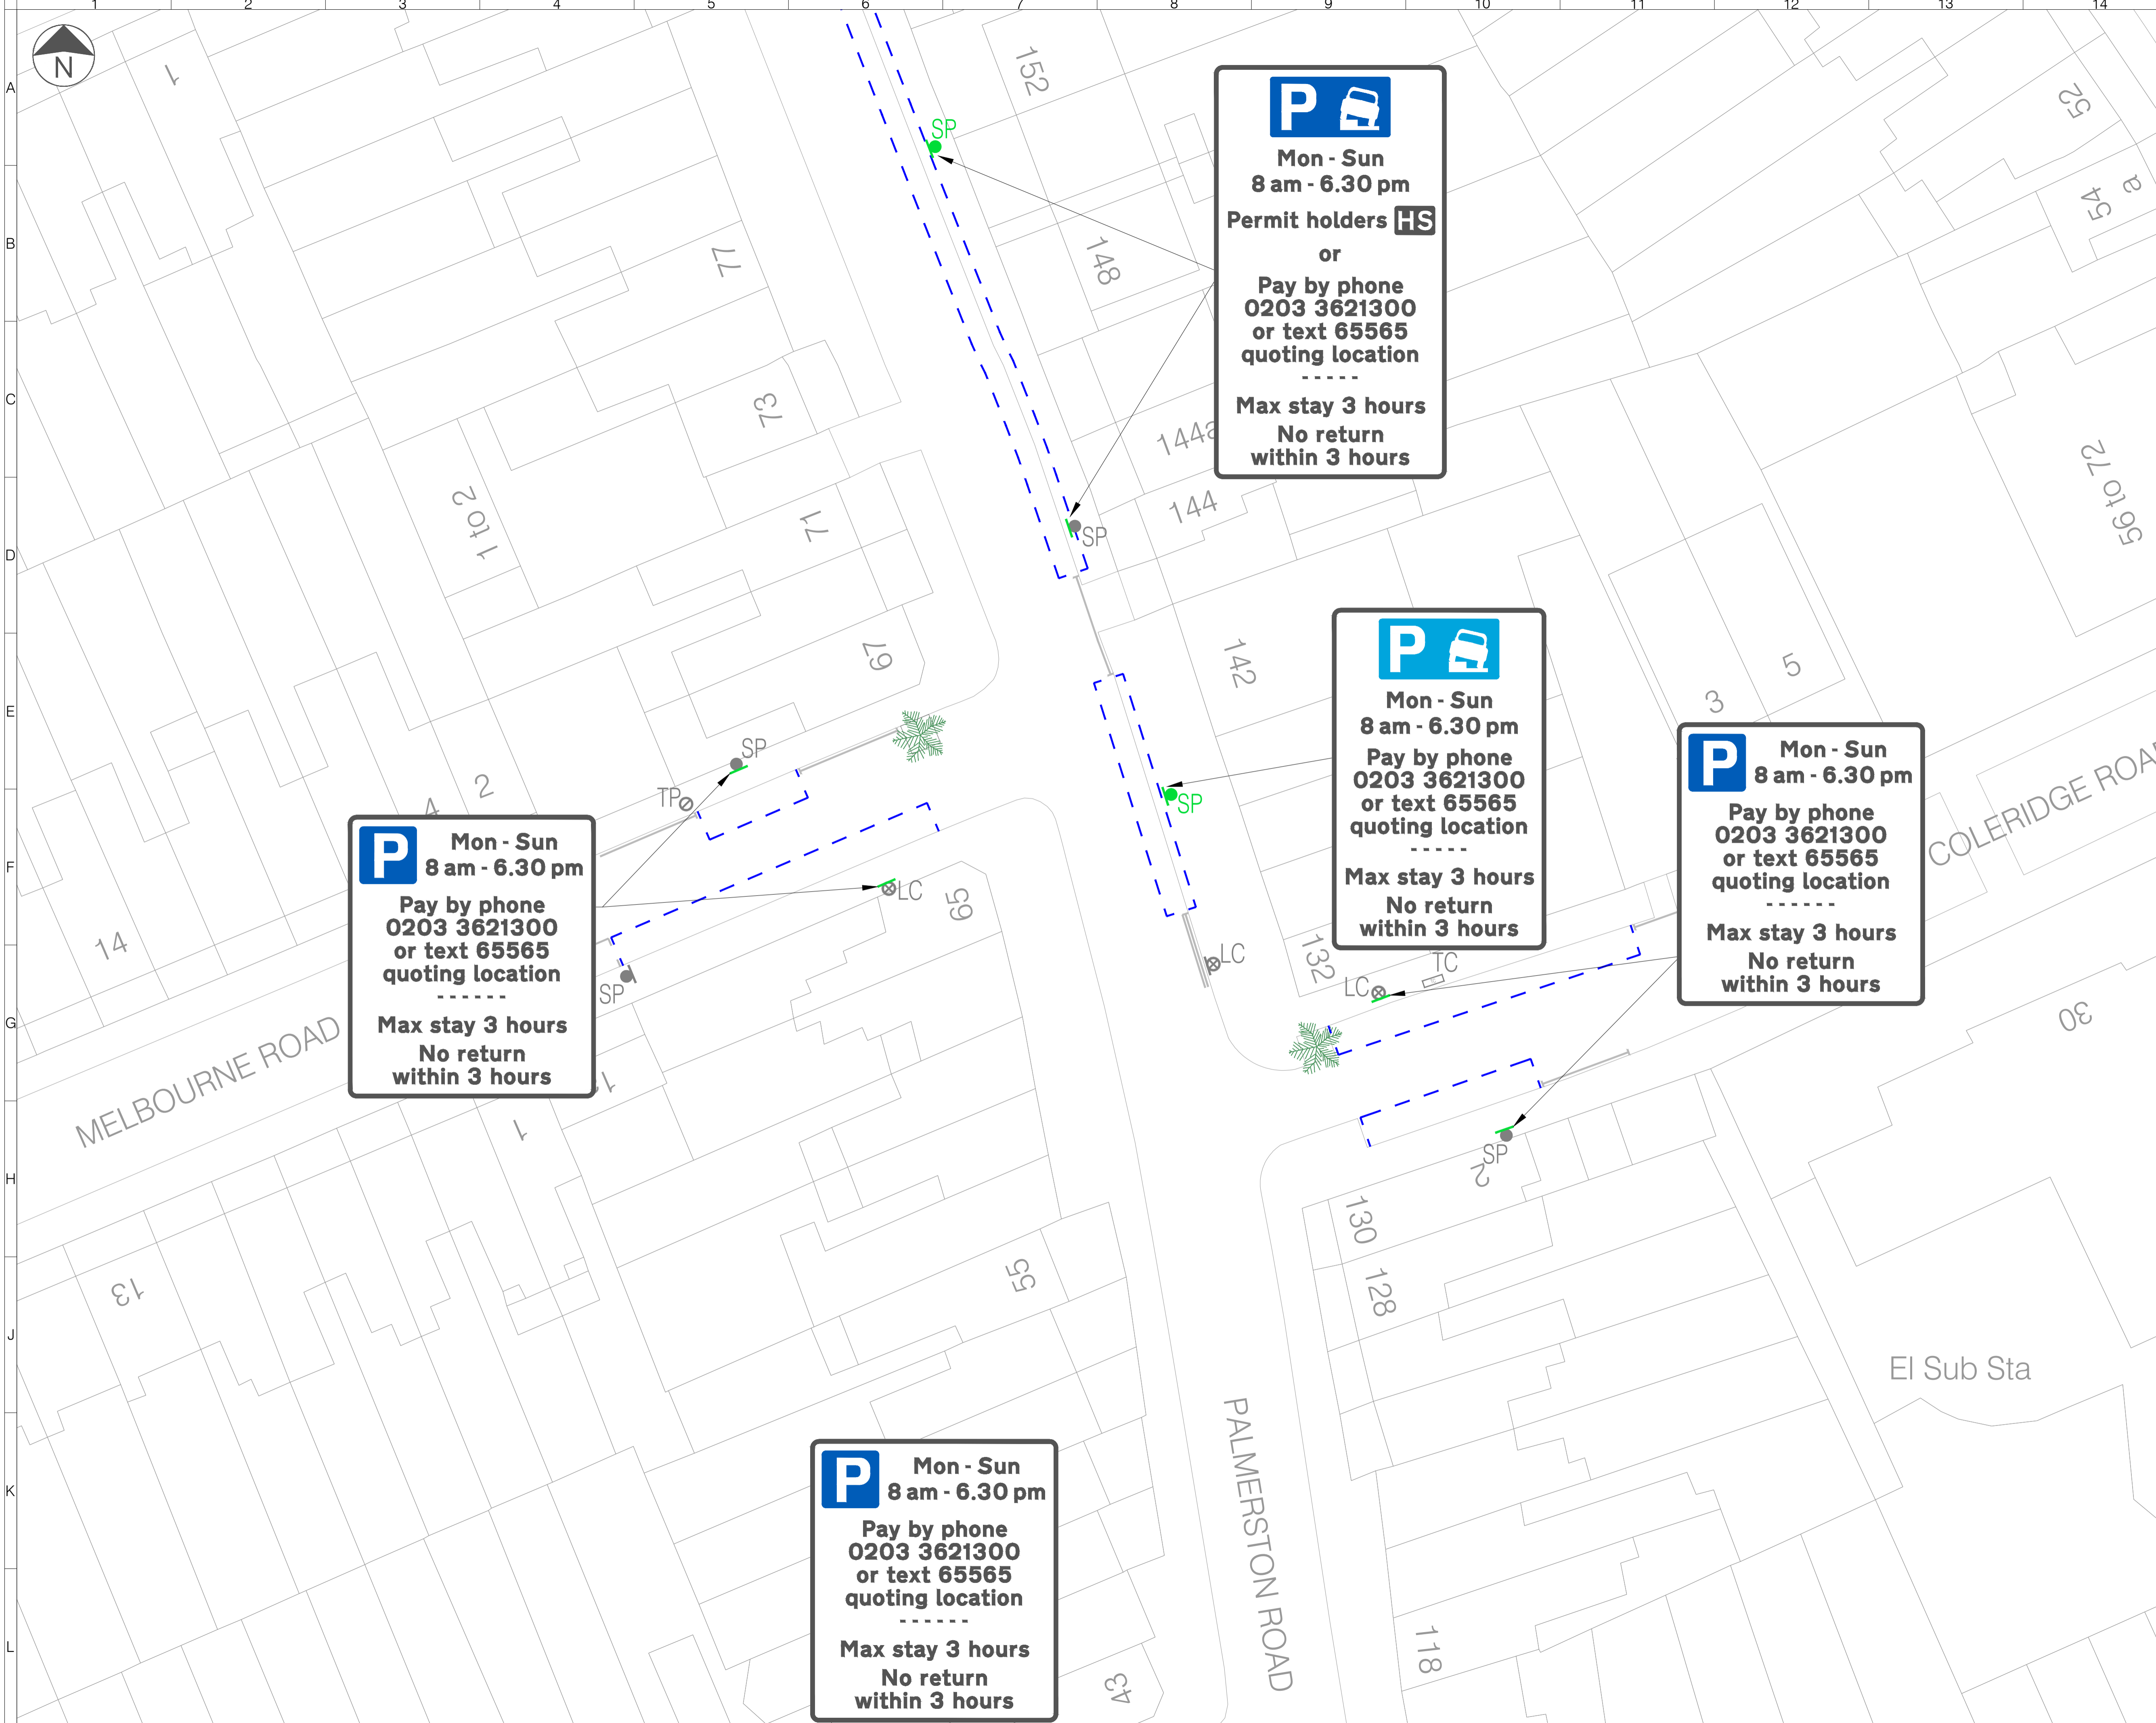 1 2 3 4 5 6 7 8 9 10 11 12 13 14
A
B
C
D
E
F
G
H
J
K
L
N
1
152
52
54
a
SP
77
148
73
144a
144
71
1 to 2
56 to 72
SP
67
142
5
3
SP
TP
2
4
SP
LC
65
14
SP
LC
132
LC
TC
COLERIDGE ROA
30
MELBOURNE ROAD
1
SP
2
130
128
13
55
El Sub Sta
PALMERSTON ROAD
118
43
P
Mon - Sun
8 am - 6.30 pm
Permit holders HS
or
Pay by phone
0203 3621300
or text 65565
quoting location
- - - - -
Max stay 3 hours
No return
within 3 hours
P
Mon - Sun
8 am - 6.30 pm
Pay by phone
0203 3621300
or text 65565
quoting location
- - - - -
Max stay 3 hours
No return
within 3 hours
P
Mon - Sun
8 am - 6.30 pm
Pay by phone
0203 3621300
or text 65565
quoting location
- - - - - -
Max stay 3 hours
No return
within 3 hours
P
Mon - Sun
8 am - 6.30 pm
Pay by phone
0203 3621300
or text 65565
quoting location
- - - - - -
Max stay 3 hours
No return
within 3 hours
P
Mon - Sun
8 am - 6.30 pm
Pay by phone
0203 3621300
or text 65565
quoting location
- - - - - -
Max stay 3 hours
No return
within 3 hours